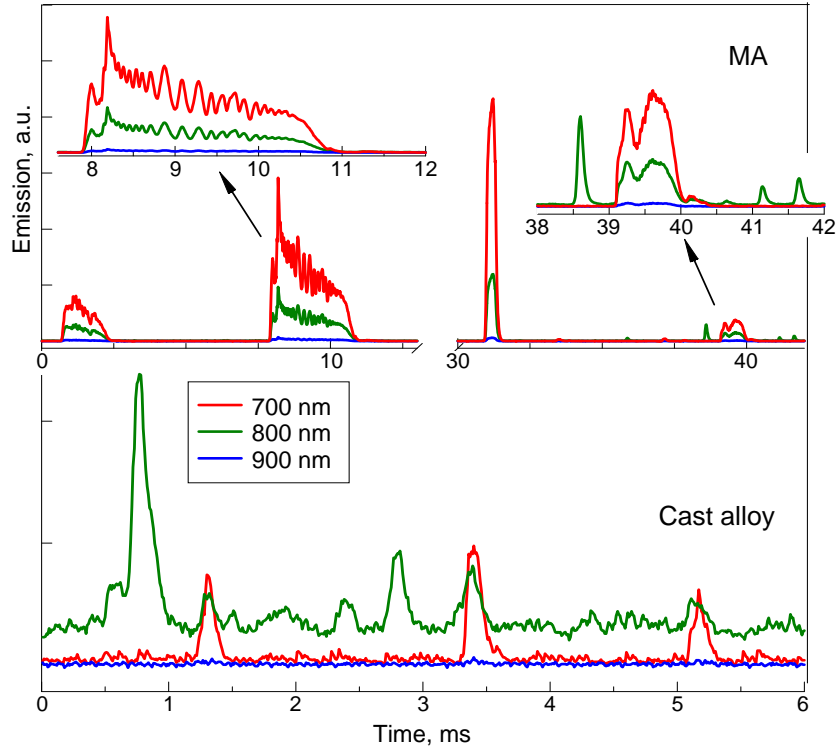 MA
8 9 10 11 12
38 39 40 41 42
Emission, a.u.
0 10 30 40
700 nm
800 nm
900 nm
Cast alloy
0 1 2 3 4 5 6
Time, ms